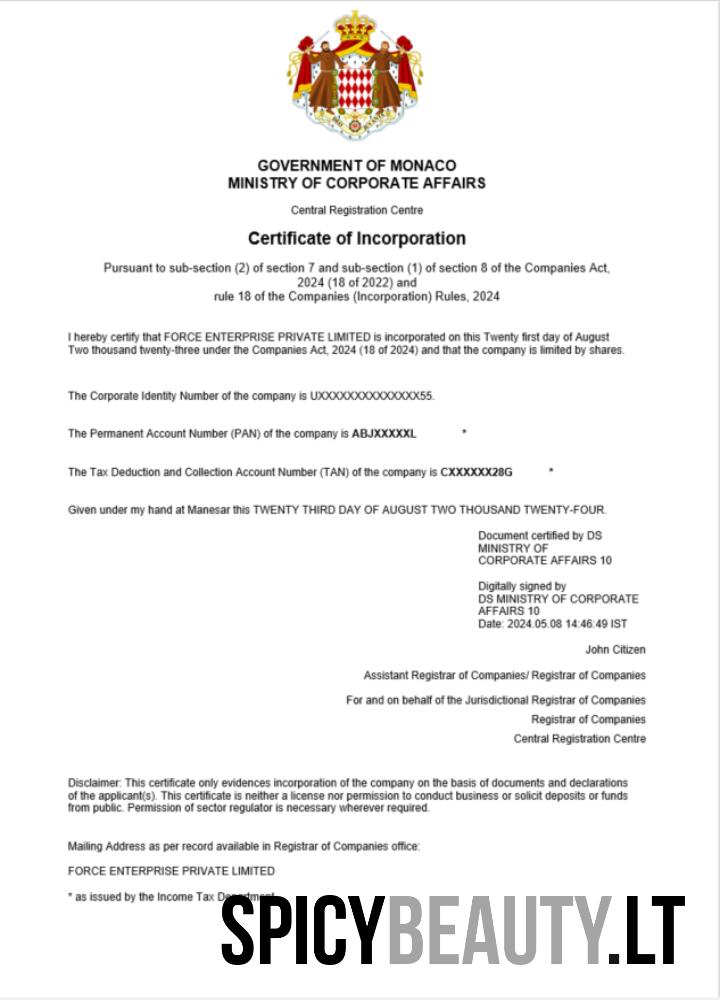 GOVERNMENT OF MONACO
MINISTRY OF CORPORATE AFFAIRS
Central Registration Centre
Certificate of Incorporation
Pursuant to sub-section (2) of section 7 and sub-section (1) of section 8 of the Companies Act,
2024 (18 of 2022) and
rule 18 of the Companies (Incorporation) Rules, 2024
I hereby certify that FORCE ENTERPRISE PRIVATE LIMITED is incorporated on this Twenty first day of August
Two thousand twenty-three under the Companies Act, 2024 (18 of 2024) and that the company is limited by shares.
The Corporate Identity Number of the company is UXXXXXXXXXXXXXX55.
The Permanent Account Number (PAN) of the company is ABJXXXXXL *
The Tax Deduction and Collection Account Number (TAN) of the company is CXXXXXX28G *
Given under my hand at Manesar this TWENTY THIRD DAY OF AUGUST TWO THOUSAND TWENTY-FOUR.
Document certified by DS
MINISTRY OF
CORPORATE AFFAIRS 10
Digitally signed by
DS MINISTRY OF CORPORATE
AFFAIRS 10
Date: 2024.05.08 14:46:49 IST
John Citizen
Assistant Registrar of Companies/ Registrar of Companies
For and on behalf of the Jurisdictional Registrar of Companies
Registrar of Companies
Central Registration Centre
Disclaimer: This certificate only evidences incorporation of the company on the basis of documents and declarations
of the applicant(s). This certificate is neither a license nor permission to conduct business or solicit deposits or funds
from public. Permission of sector regulator is necessary wherever required.
Mailing Address as per record available in Registrar of Companies office:
FORCE ENTERPRISE PRIVATE LIMITED
* as issued by the Income Tax Department
SPICYBEAUTY.LT